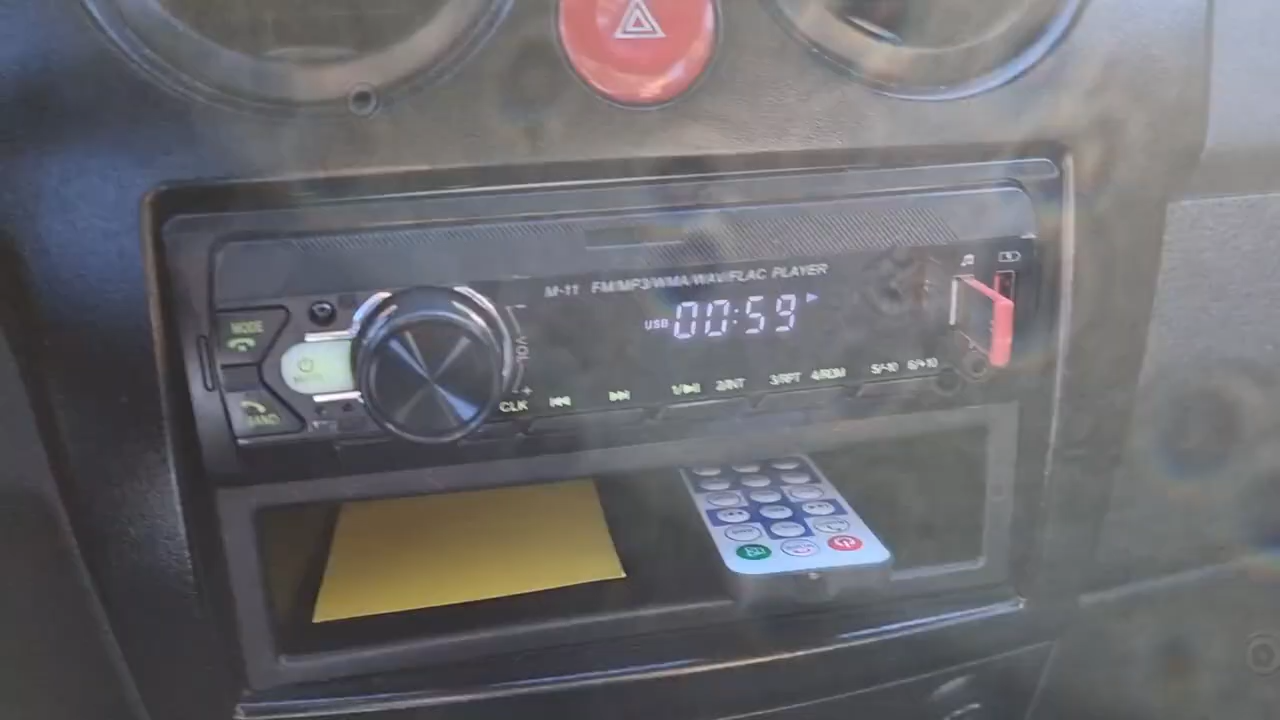 M-11 FM/MP3/WMA/WAV/FLAC PLAYER
USB 00:59
MODE
VOL
+
CLK
1/
2/INT
3/RPT
4/RDM
5/-10
6/+10
BAND